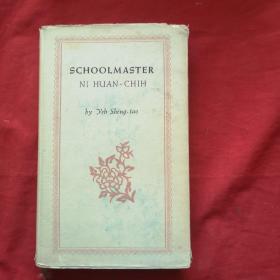 SCHOOLMASTER
NI HUAN-CHIH
by Yeh Sheng-tao